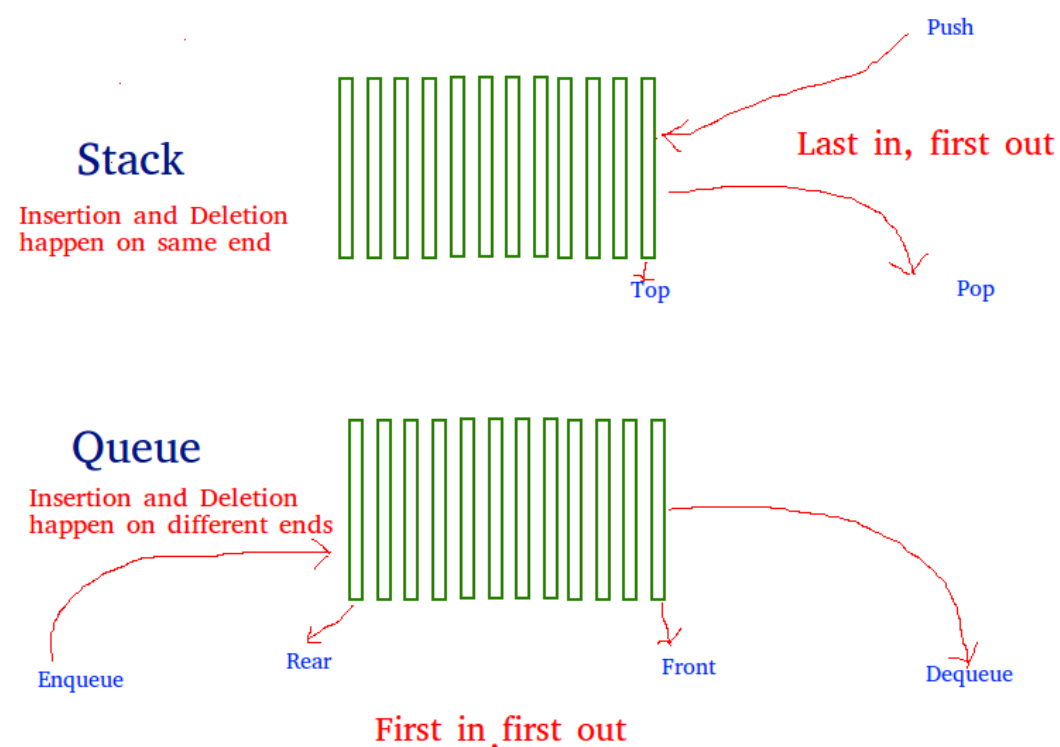 Push
Last in, first out
Stack
Insertion and Deletion
happen on same end
Top
Pop
Queue
Insertion and Deletion
happen on different ends
Rear
Front
Enqueue
Dequeue
First in first out